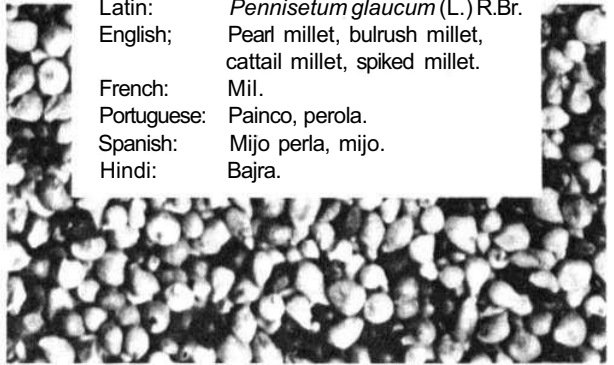 Latin: Pennisetum glaucum (L.) R.Br.
English; Pearl millet, bulrush millet,
cattail millet, spiked millet.
French: Mil.
Portuguese: Painco, perola.
Spanish: Mijo perla, mijo.
Hindi: Bajra.